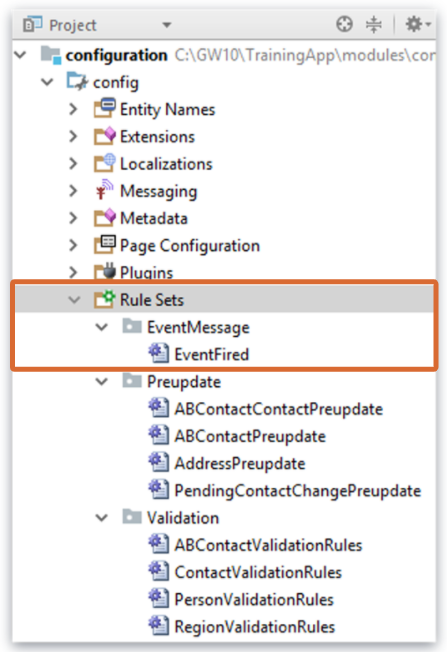 Project
configuration C:\GW10\TrainingApp\modules\cor
config
Entity Names
Extensions
Localizations
Messaging
Metadata
Page Configuration
Plugins
Rule Sets
EventMessage
EventFired
Preupdate
ABContactContactPreupdate
ABContactPreupdate
AddressPreupdate
PendingContactChangePreupdate
Validation
ABContactValidationRules
ContactValidationRules
PersonValidationRules
RegionValidationRules